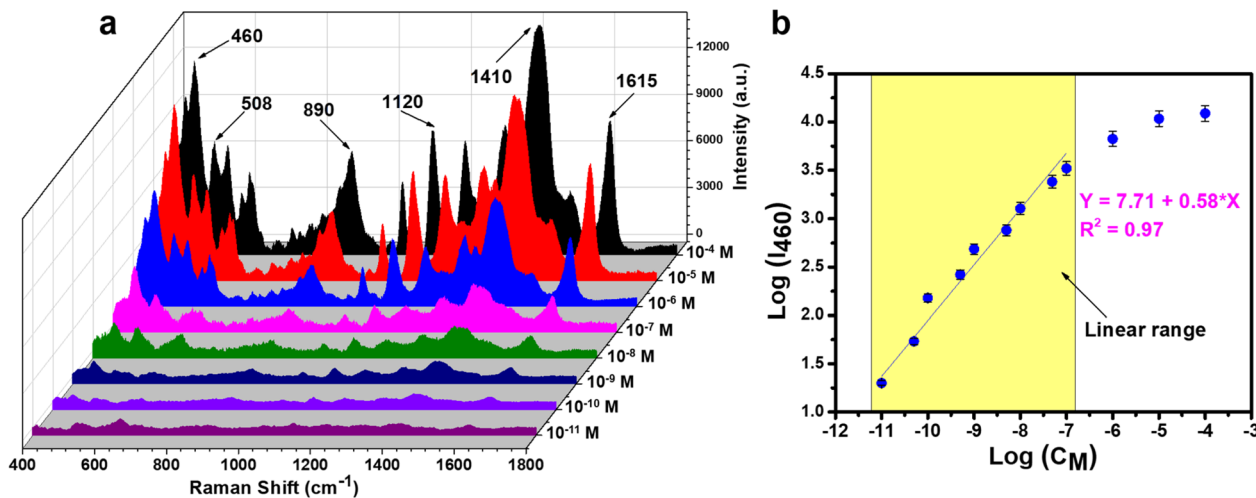 a
460
508
890
1120
1410
1615
12000
9000
6000
3000
0
Intensity (a.u.)
10⁻⁴ M
10⁻⁵ M
10⁻⁶ M
10⁻⁷ M
10⁻⁸ M
10⁻⁹ M
10⁻¹⁰ M
10⁻¹¹ M
400 600 800 1000 1200 1400 1600 1800
Raman Shift (cm⁻¹)
b
4.5
4.0
3.5
3.0
2.5
2.0
1.5
1.0
Log (I460)
Y = 7.71 + 0.58*X
R² = 0.97
Linear range
-12 -11 -10 -9 -8 -7 -6 -5 -4 -3
Log (CM)